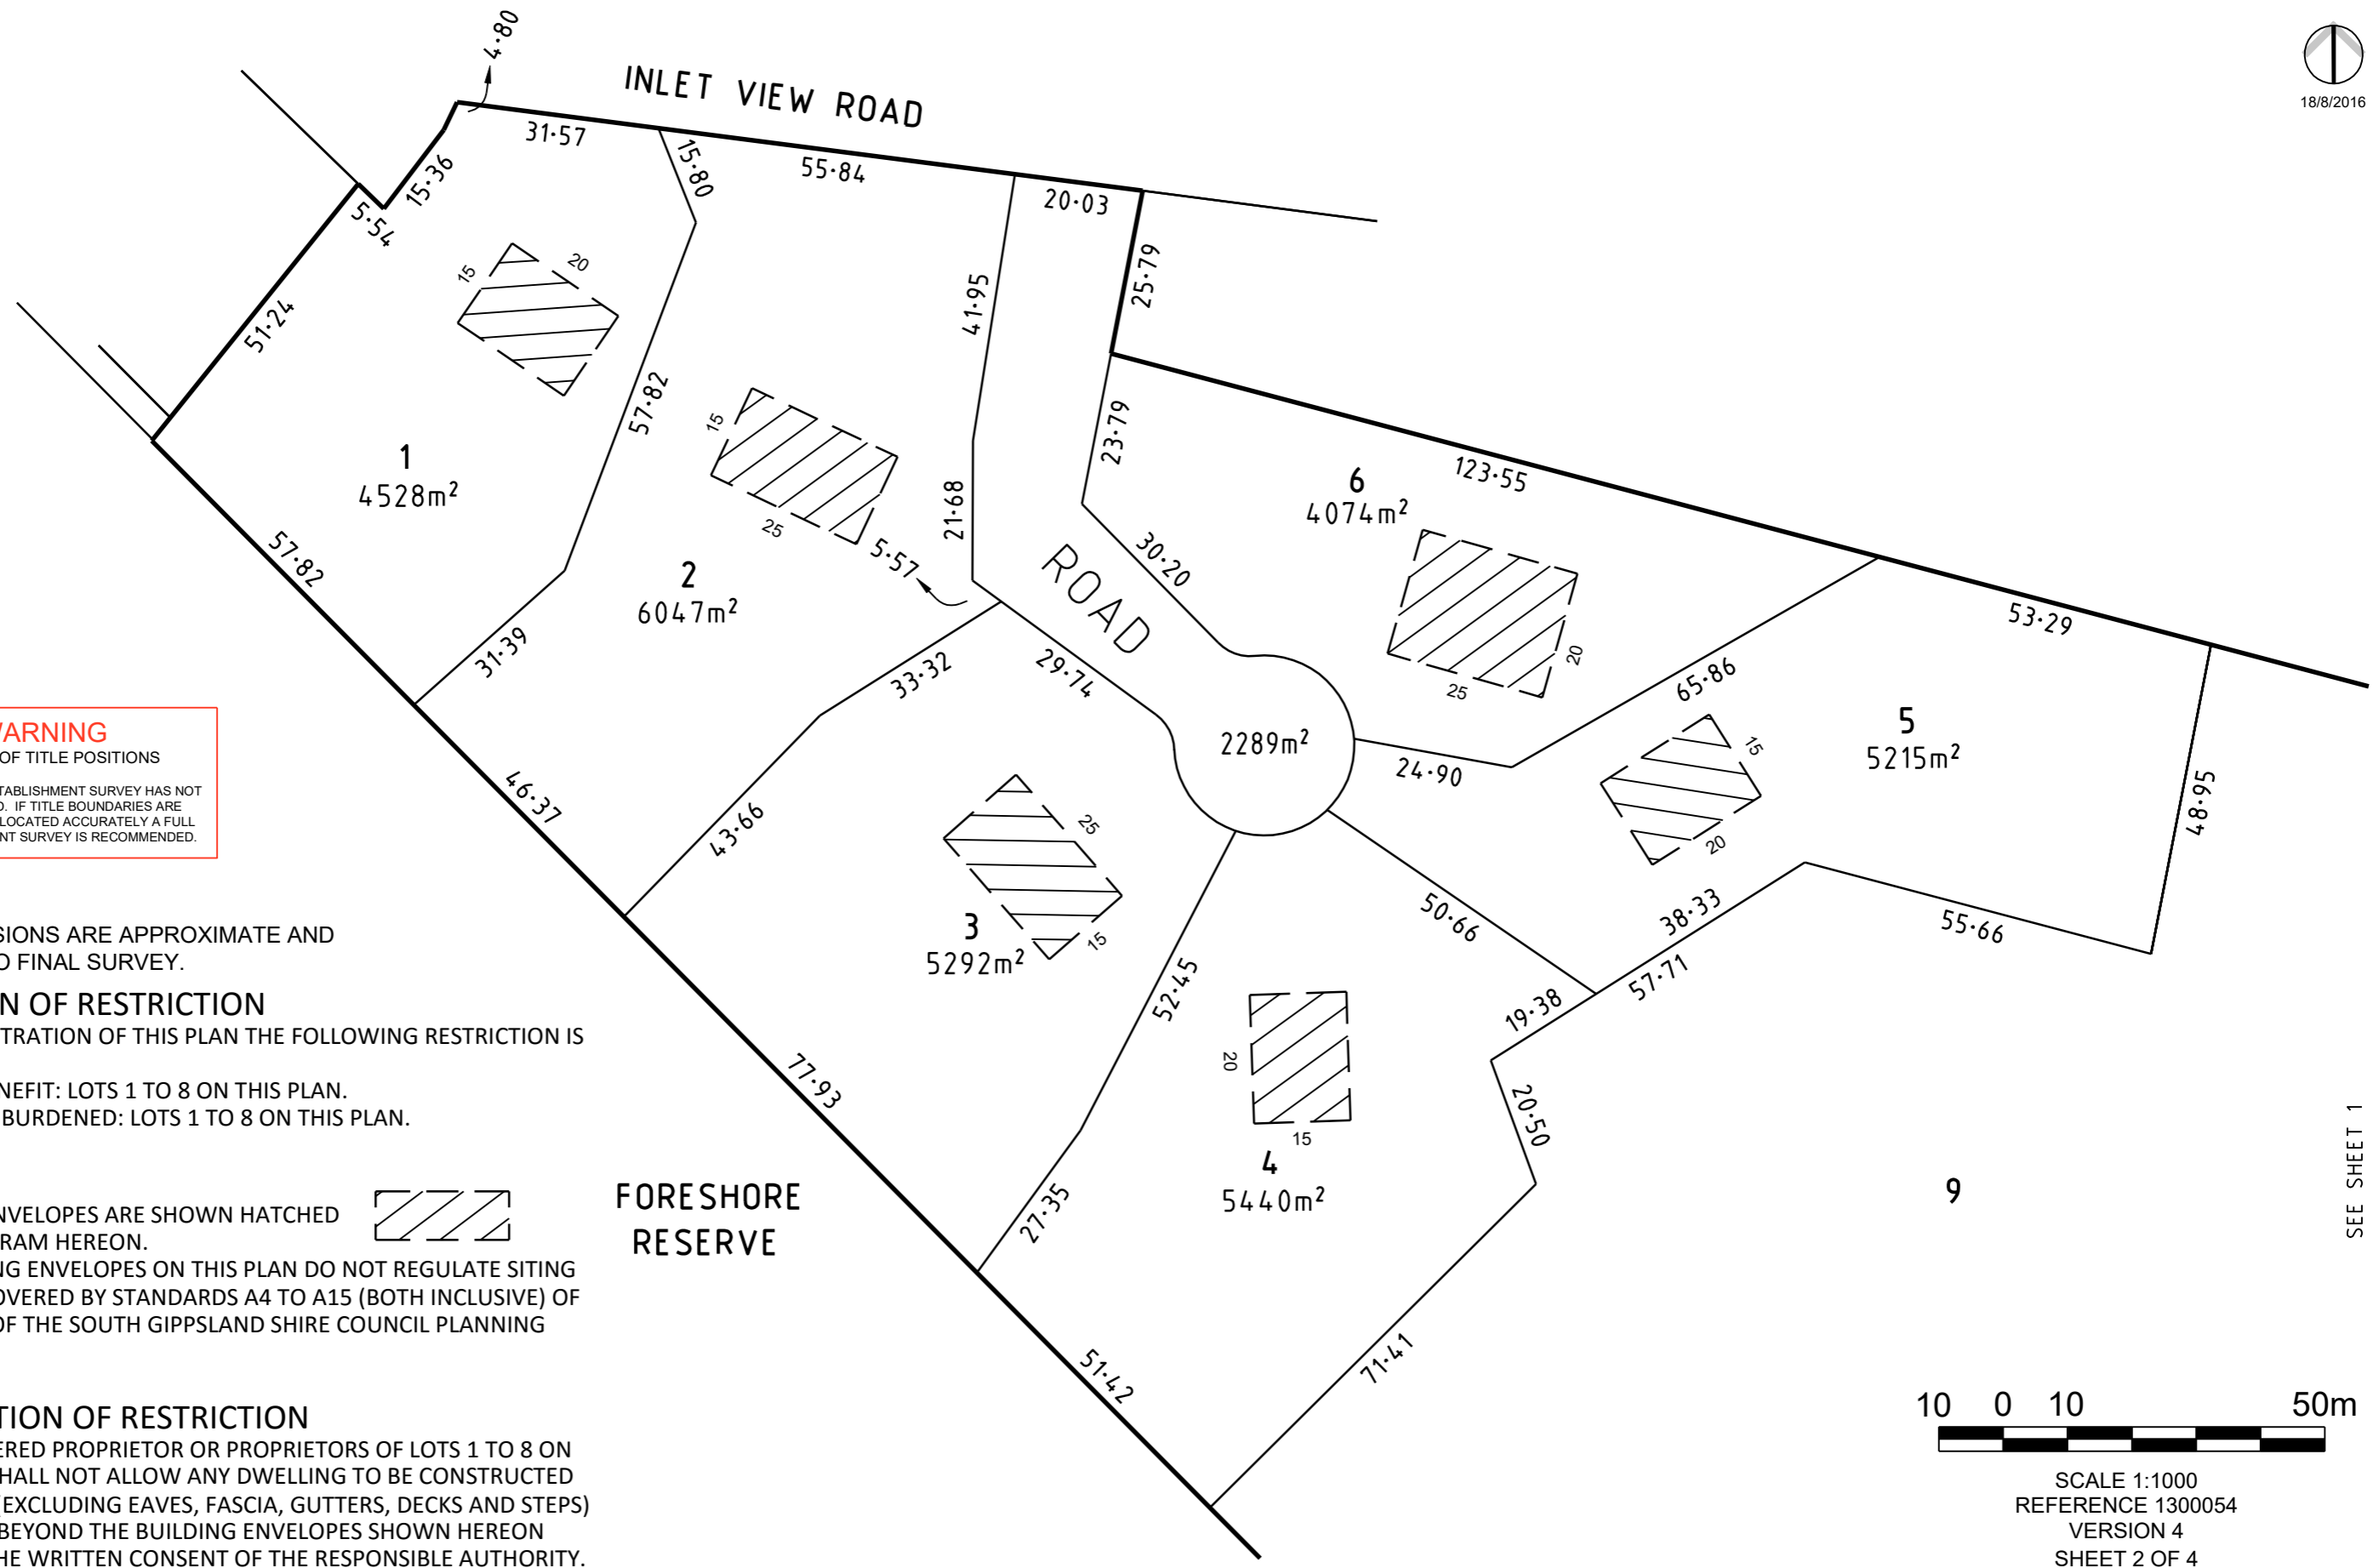 18/8/2016
INLET VIEW ROAD
4·80
31·57
15·80
55·84
20·03
15·36
5·54
51·24
15
20
57·82
41·95
25·79
23·79
1
4528m²
15
25
21·68
5·57
2
6047m²
57·82
31·39
ROAD
30·20
6
4074m²
123·55
25
20
53·29
33·32
29·74
2289m²
24·90
65·86
5
5215m²
15
20
48·95
46·37
43·66
3
5292m²
25
15
52·45
50·66
38·33
55·66
57·71
19·38
20·50
77·93
27·35
20
15
4
5440m²
9
71·41
51·42
FORESHORE
RESERVE
SEE SHEET 1
WARNING
OF TITLE POSITIONS
TABLISHMENT SURVEY HAS NOT
D. IF TITLE BOUNDARIES ARE
LOCATED ACCURATELY A FULL
NT SURVEY IS RECOMMENDED.
SIONS ARE APPROXIMATE AND
O FINAL SURVEY.
N OF RESTRICTION
TRATION OF THIS PLAN THE FOLLOWING RESTRICTION IS
NEFIT: LOTS 1 TO 8 ON THIS PLAN.
BURDENED: LOTS 1 TO 8 ON THIS PLAN.
NVELOPES ARE SHOWN HATCHED
RAM HEREON.
NG ENVELOPES ON THIS PLAN DO NOT REGULATE SITING
OVERED BY STANDARDS A4 TO A15 (BOTH INCLUSIVE) OF
OF THE SOUTH GIPPSLAND SHIRE COUNCIL PLANNING
TION OF RESTRICTION
ERED PROPRIETOR OR PROPRIETORS OF LOTS 1 TO 8 ON
HALL NOT ALLOW ANY DWELLING TO BE CONSTRUCTED
(EXCLUDING EAVES, FASCIA, GUTTERS, DECKS AND STEPS)
BEYOND THE BUILDING ENVELOPES SHOWN HEREON
HE WRITTEN CONSENT OF THE RESPONSIBLE AUTHORITY.
10 0 10 50m
SCALE 1:1000
REFERENCE 1300054
VERSION 4
SHEET 2 OF 4